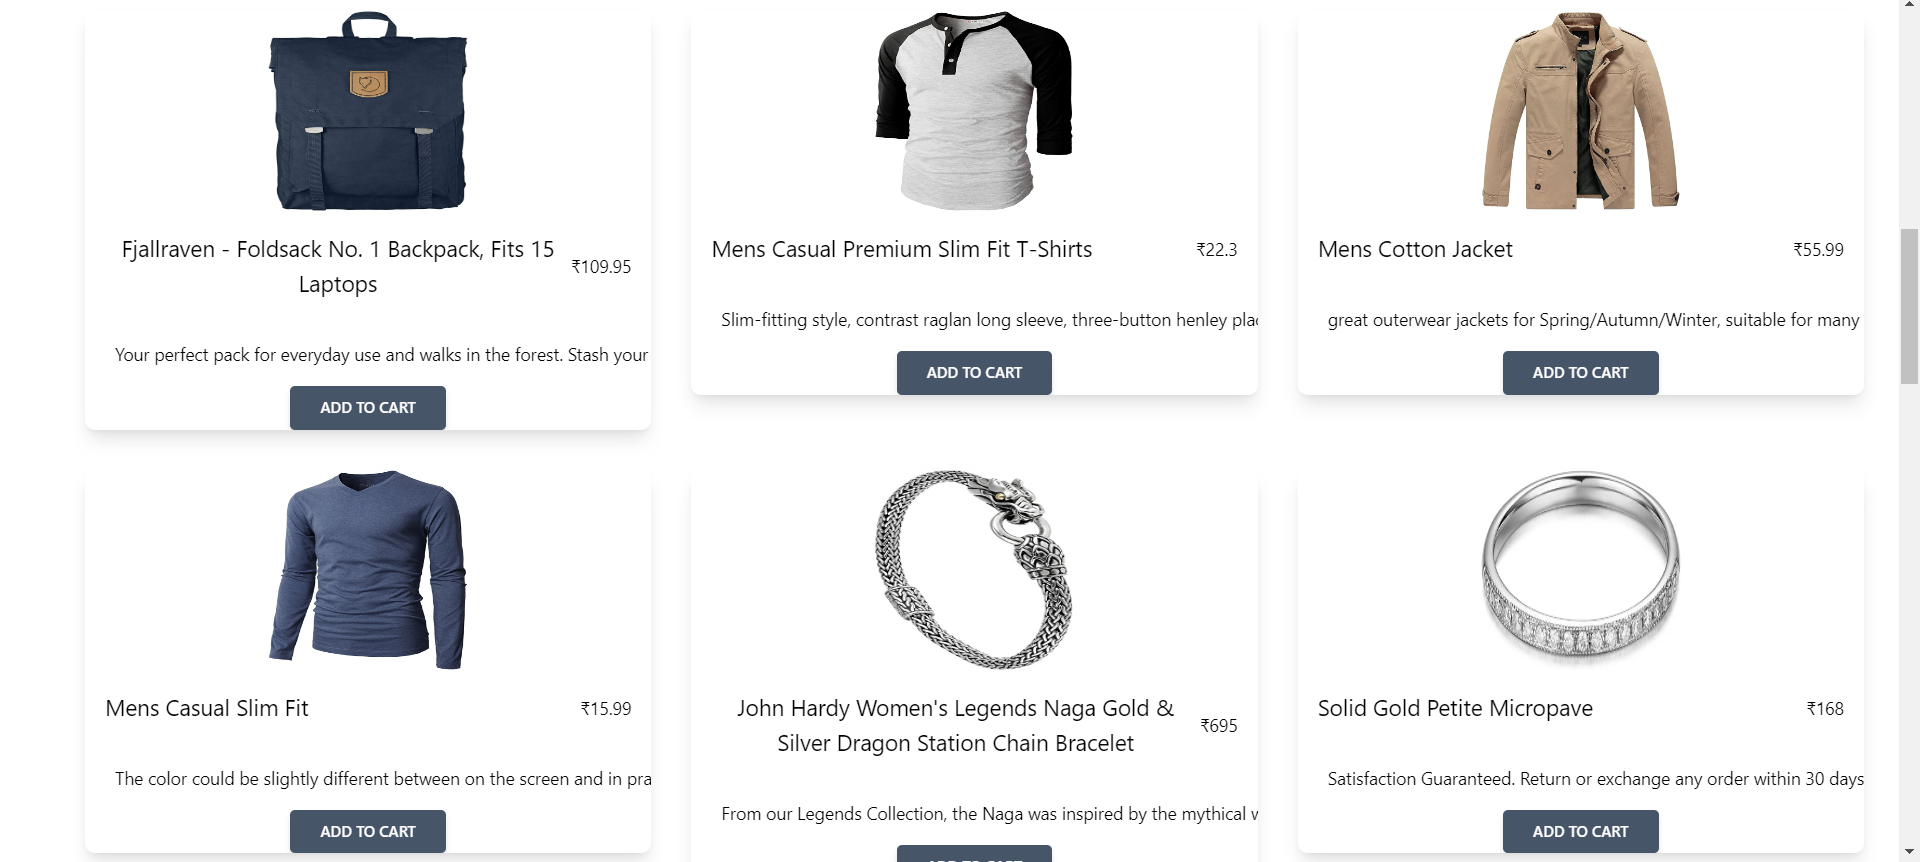 Fjallraven - Foldsack No. 1 Backpack, Fits 15
Laptops
₹109.95
Your perfect pack for everyday use and walks in the forest. Stash your
ADD TO CART
Mens Casual Premium Slim Fit T-Shirts
₹22.3
Slim-fitting style, contrast raglan long sleeve, three-button henley
ADD TO CART
Mens Cotton Jacket
₹55.99
great outerwear jackets for Spring/Autumn/Winter, suitable for many
ADD TO CART
Mens Casual Slim Fit
₹15.99
The color could be slightly different between on the screen and in
ADD TO CART
John Hardy Women's Legends Naga Gold &
Silver Dragon Station Chain Bracelet
₹695
From our Legends Collection, the Naga was inspired by the mythical
ADD TO CART
Solid Gold Petite Micropave
₹168
Satisfaction Guaranteed. Return or exchange any order within 30 days
ADD TO CART